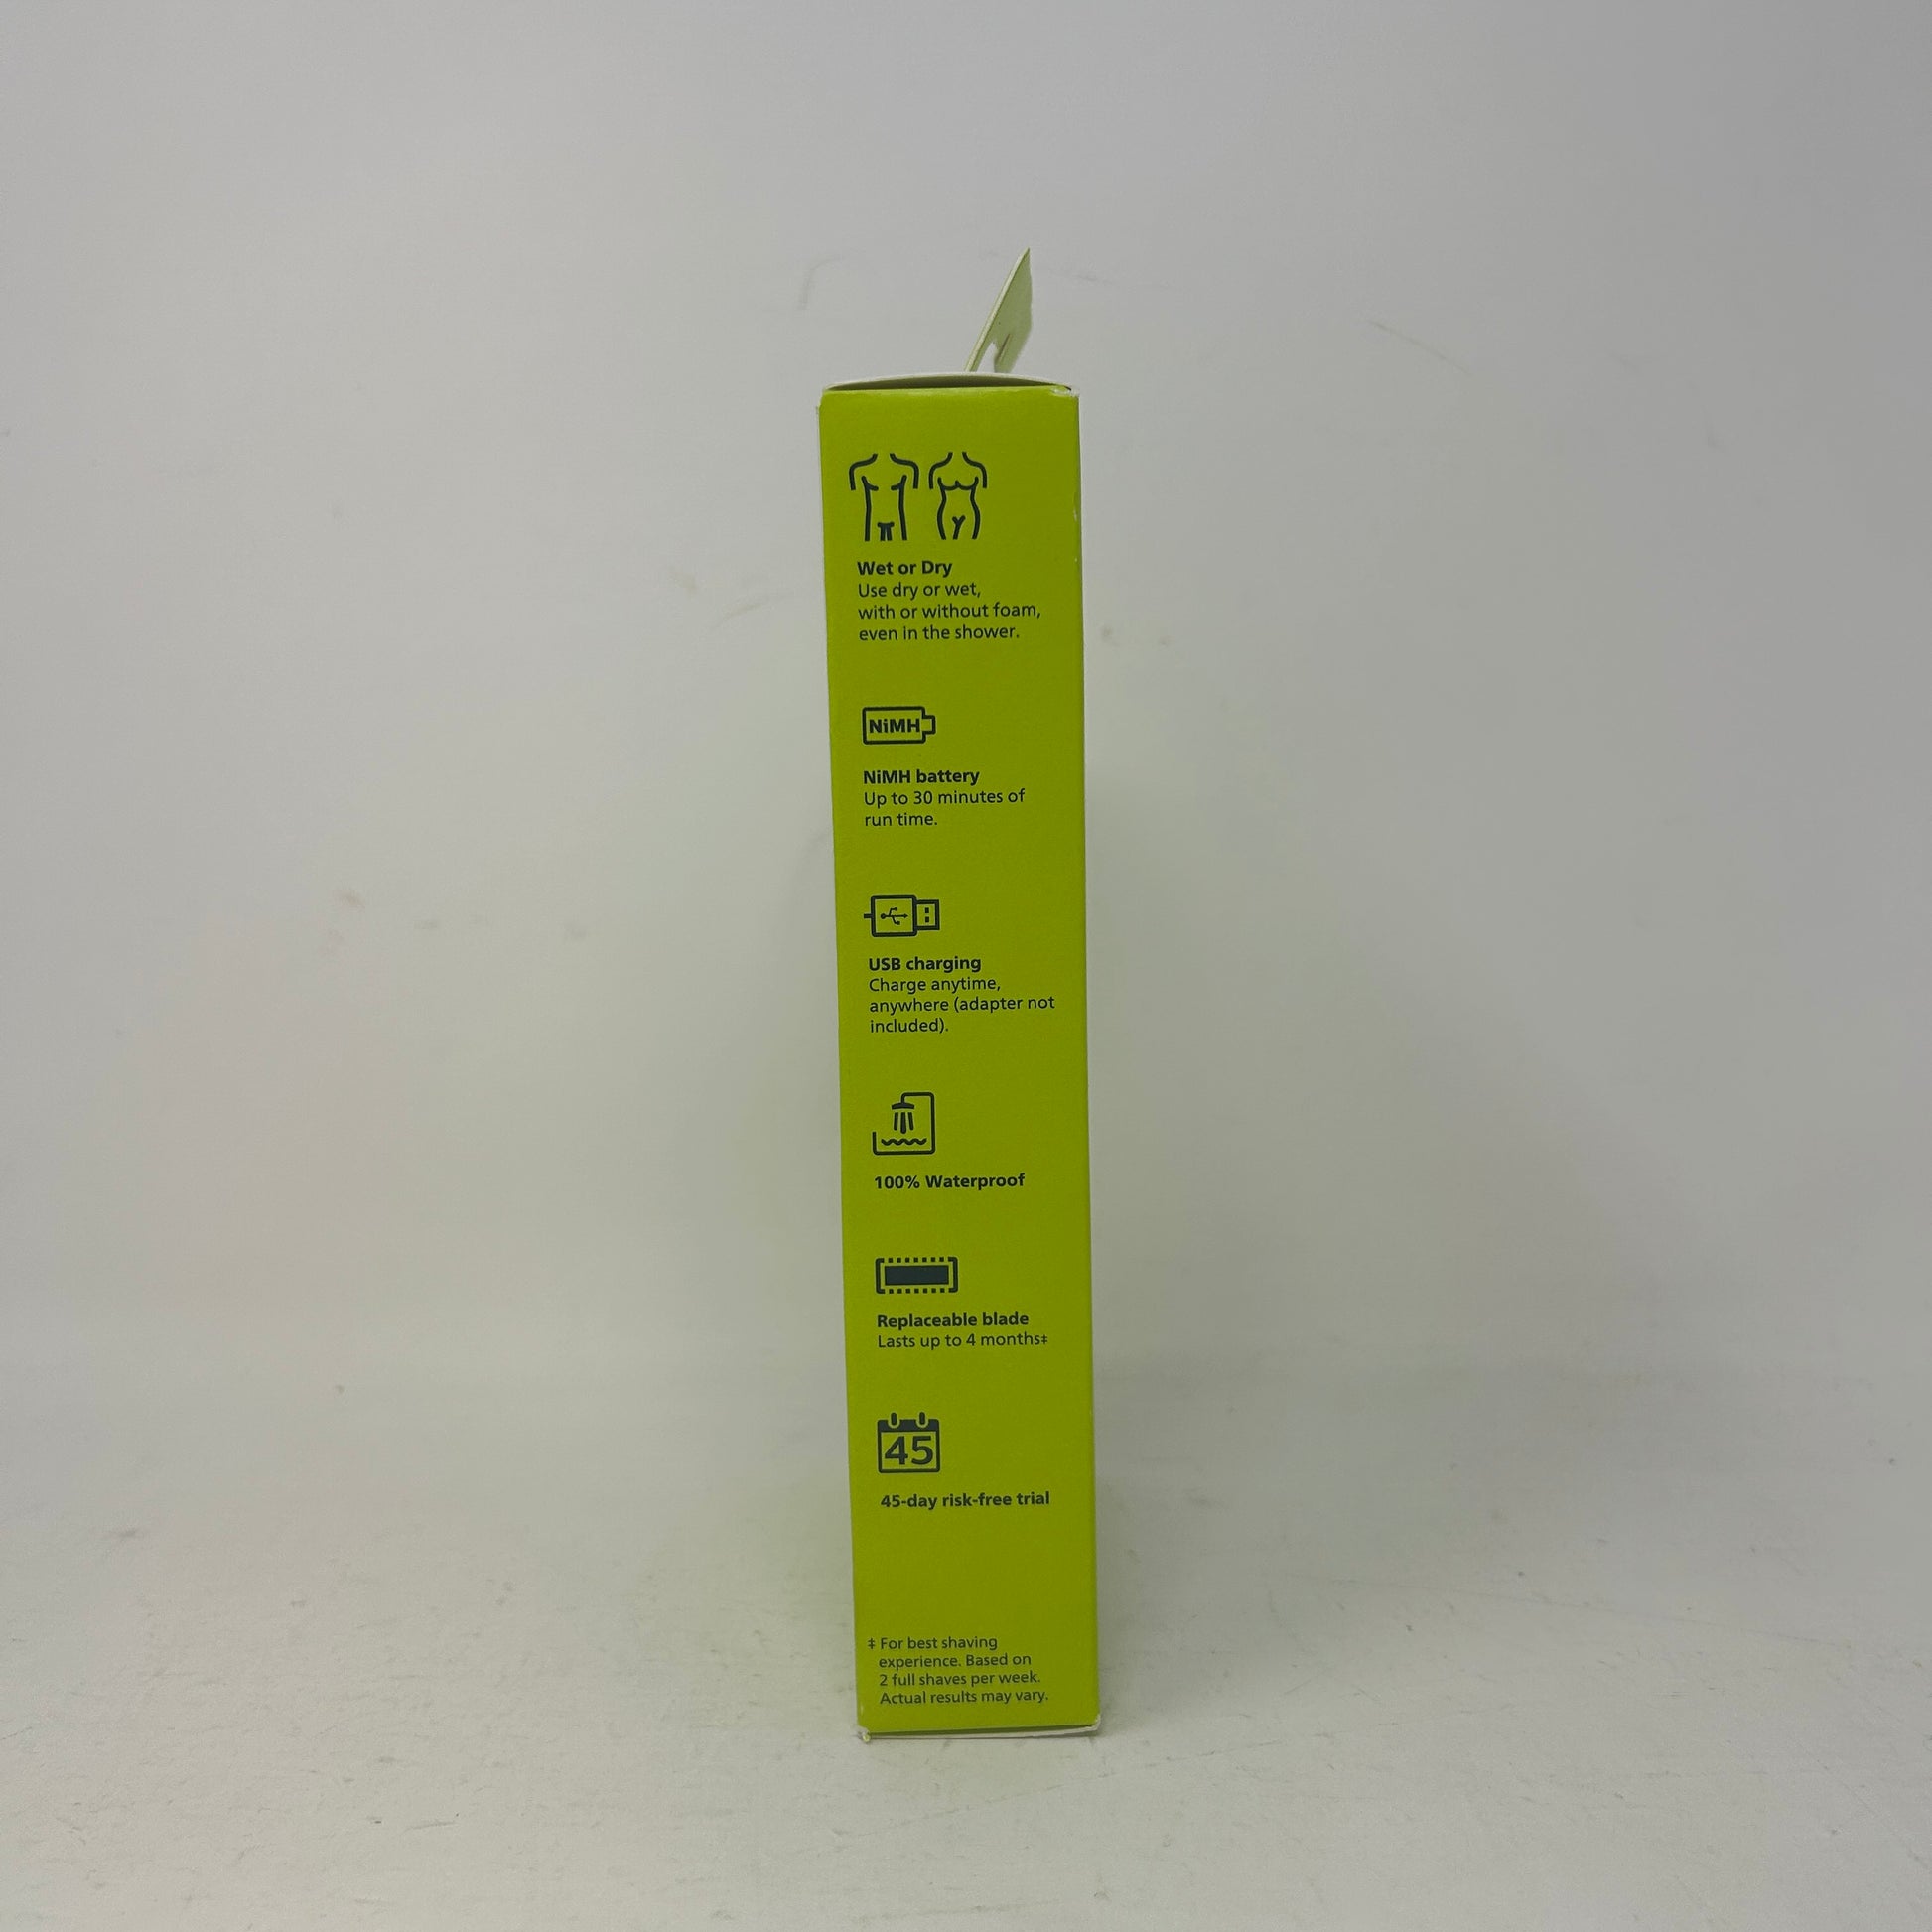 Wet or Dry
Use dry or wet,
with or without foam,
even in the shower.
NiMH
NiMH battery
Up to 30 minutes of
run time.
USB charging
Charge anytime,
anywhere (adapter not
included).
100% Waterproof
Replaceable blade
Lasts up to 4 months‡
45
45-day risk-free trial
‡ For best shaving
experience. Based on
2 full shaves per week.
Actual results may vary.